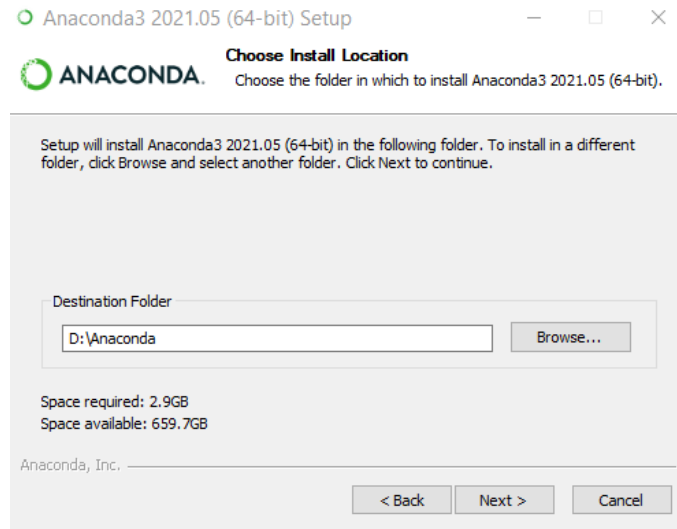 Anaconda3 2021.05 (64-bit) Setup
Choose Install Location
ANACONDA.
Choose the folder in which to install Anaconda3 2021.05 (64-bit).
Setup will install Anaconda3 2021.05 (64-bit) in the following folder. To install in a different
folder, click Browse and select another folder. Click Next to continue.
Destination Folder
D:\Anaconda
Browse...
Space required: 2.9GB
Space available: 659.7GB
Anaconda, Inc.
< Back
Next >
Cancel